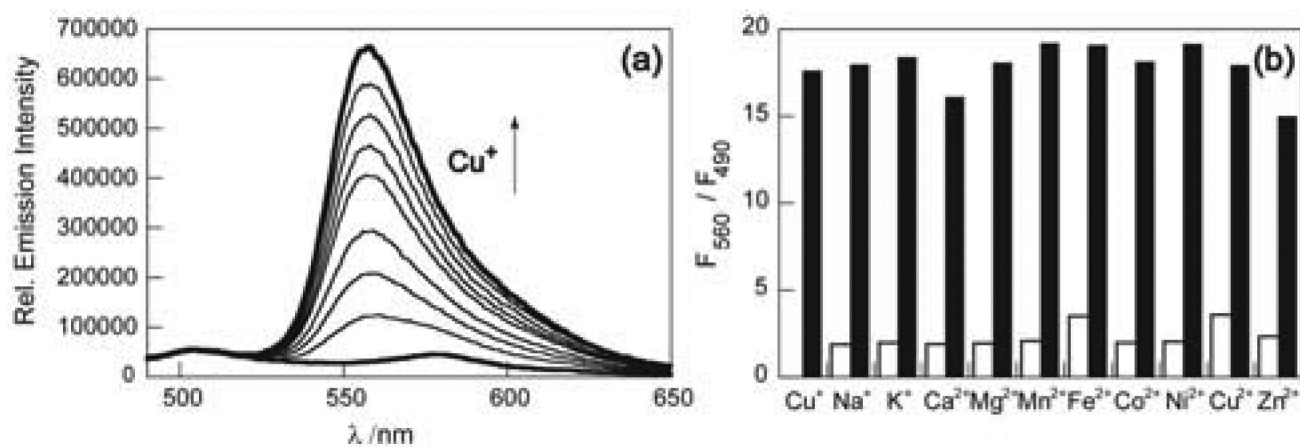 (a)
Rel. Emission Intensity
700000
600000
500000
400000
300000
200000
100000
0
Cu⁺
500 550 600 650
λ /nm
(b)
F₅₆₀ / F₄₉₀
20
15
10
5
0
Cu⁺ Na⁺ K⁺ Ca²⁺ Mg²⁺ Mn²⁺ Fe²⁺ Co²⁺ Ni²⁺ Cu²⁺ Zn²⁺